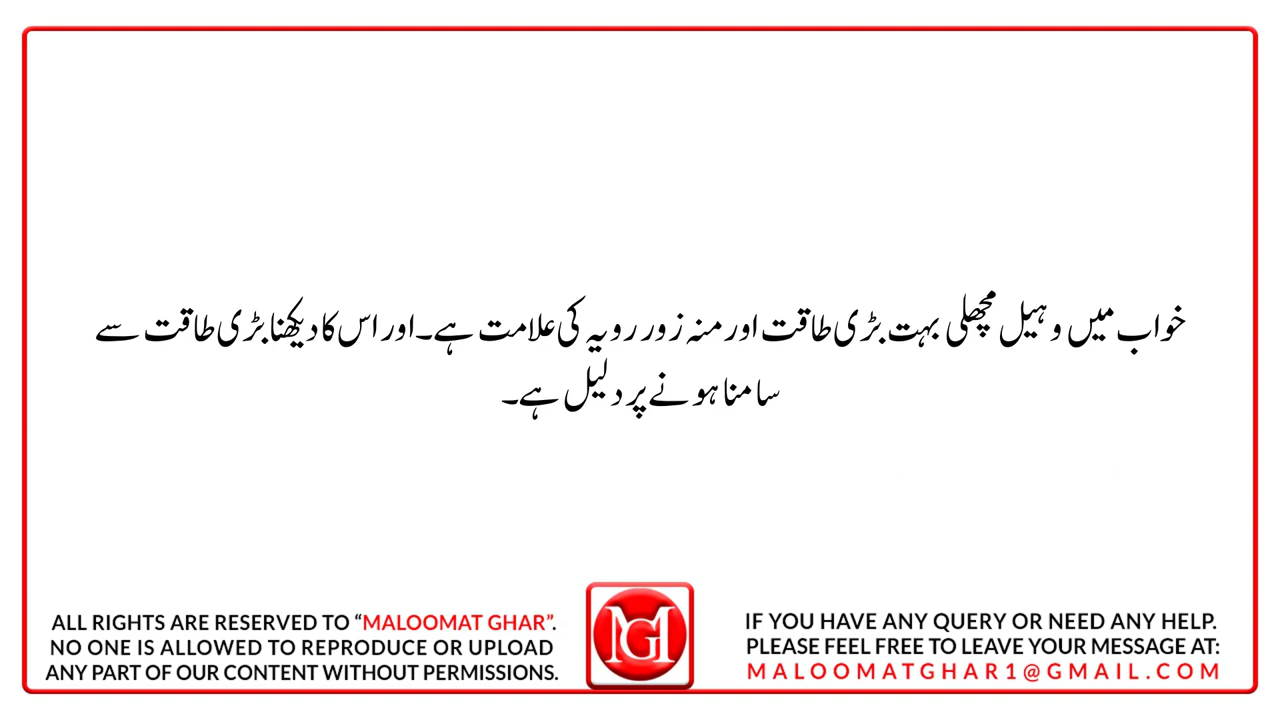 خواب میں وہیل مچھلی بہت بڑی طاقت اور منہ زور رویہ کی علامت ہے۔اور اس کا دیکھنا بڑی طاقت سے
سامنا ہونے پر دلیل ہے۔
ALL RIGHTS ARE RESERVED TO “MALOOMAT GHAR”.
NO ONE IS ALLOWED TO REPRODUCE OR UPLOAD
ANY PART OF OUR CONTENT WITHOUT PERMISSIONS.
MG
IF YOU HAVE ANY QUERY OR NEED ANY HELP.
PLEASE FEEL FREE TO LEAVE YOUR MESSAGE AT:
MALOOMATGHAR1@GMAIL.COM